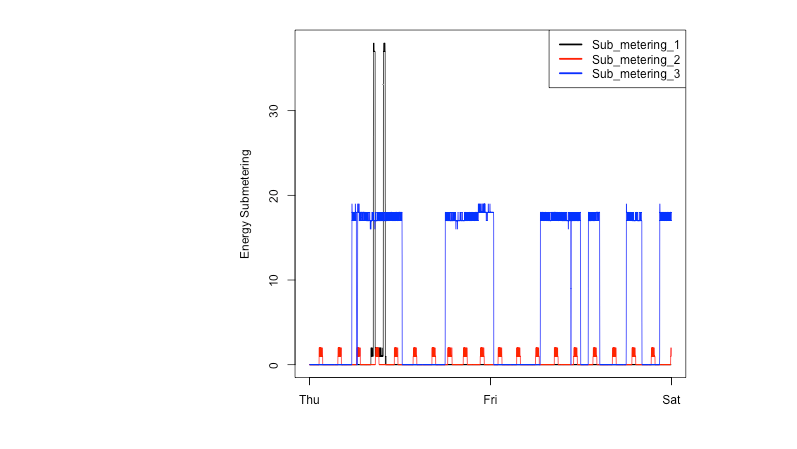 Sub_metering_1
Sub_metering_2
Sub_metering_3
Energy Submetering
30
20
10
0
Thu Fri Sat